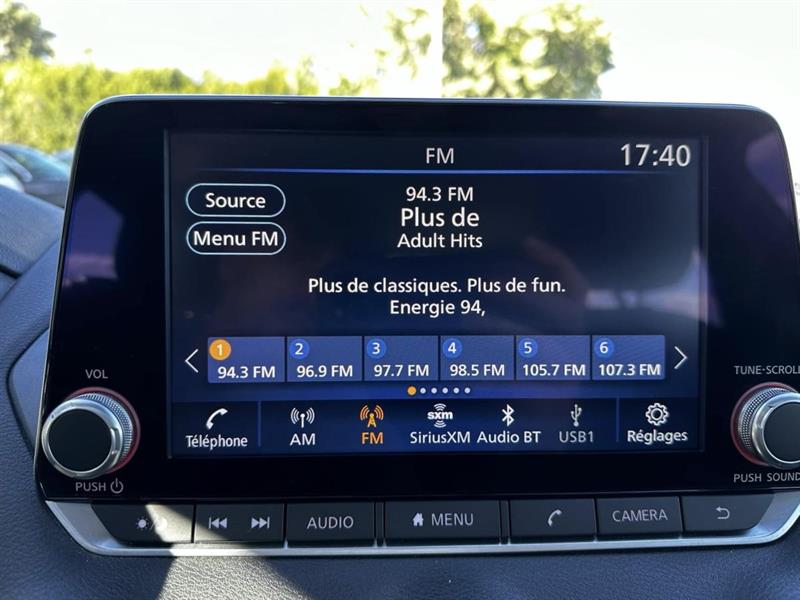 FM
17:40
Source
Menu FM
94.3 FM
Plus de
Adult Hits
Plus de classiques. Plus de fun.
Energie 94,
1 2 3 4 5 6
94.3 FM 96.9 FM 97.7 FM 98.5 FM 105.7 FM 107.3 FM
VOL
TUNE·SCROLL
sxm
Téléphone AM FM SiriusXM Audio BT USB1 Réglages
PUSH
PUSH SOUND
AUDIO MENU CAMERA